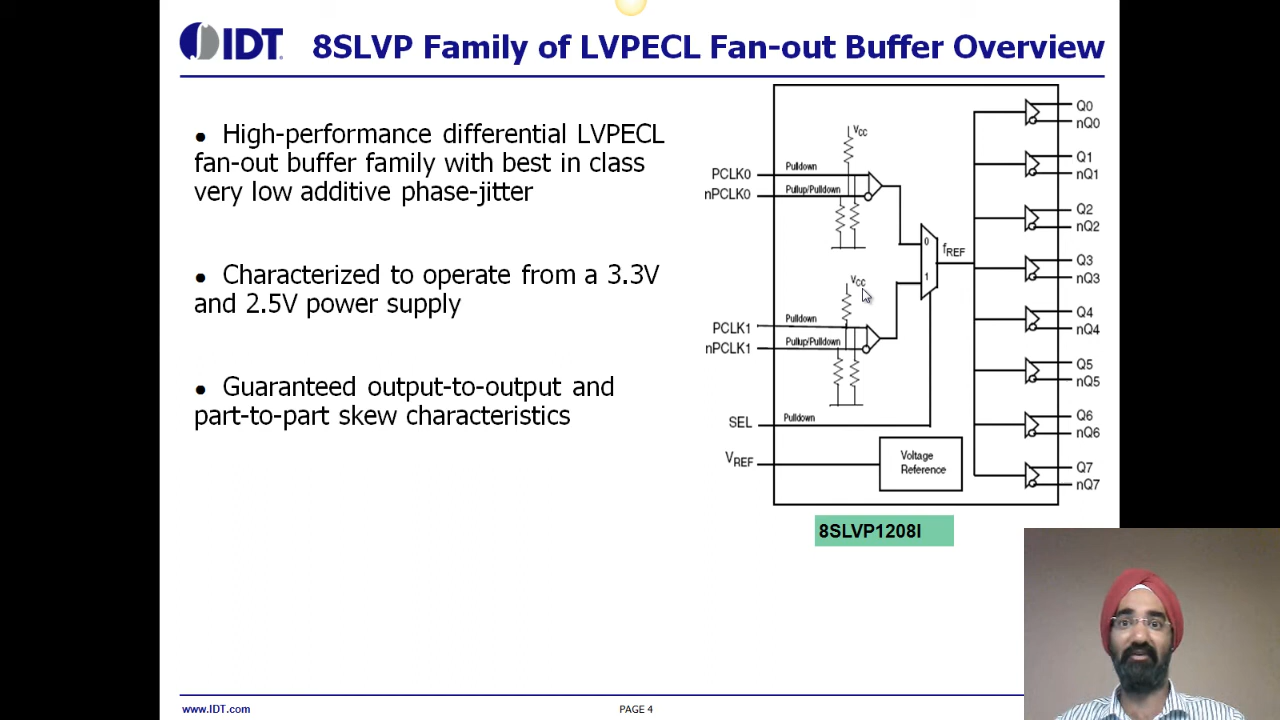 IDT
8SLVP Family of LVPECL Fan-out Buffer Overview
• High-performance differential LVPECL
fan-out buffer family with best in class
very low additive phase-jitter
• Characterized to operate from a 3.3V
and 2.5V power supply
• Guaranteed output-to-output and
part-to-part skew characteristics
VCC
PCLK0
Pulldown
nPCLK0
Pullup/Pulldown
0
1
fREF
VCC
PCLK1
Pulldown
nPCLK1
Pullup/Pulldown
SEL
Pulldown
VREF
Voltage
Reference
Q0
nQ0
Q1
nQ1
Q2
nQ2
Q3
nQ3
Q4
nQ4
Q5
nQ5
Q6
nQ6
Q7
nQ7
8SLVP1208I
www.IDT.com
PAGE 4